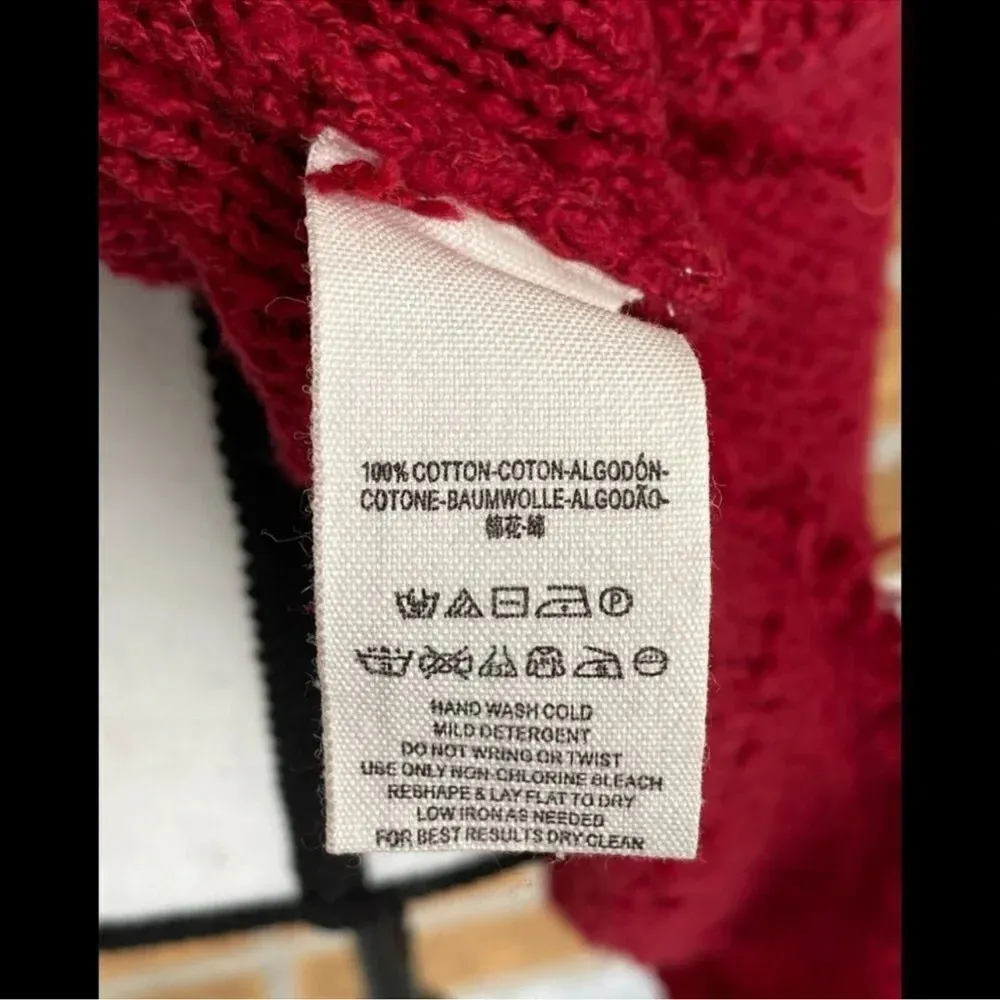 100% COTTON-COTON-ALGODÓN-
COTONE-BAUMWOLLE-ALGODÃO-
棉花-綿
HAND WASH COLD
MILD DETERGENT
DO NOT WRING OR TWIST
USE ONLY NON-CHLORINE BLEACH
RESHAPE & LAY FLAT TO DRY
LOW IRON AS NEEDED
FOR BEST RESULTS DRY CLEAN